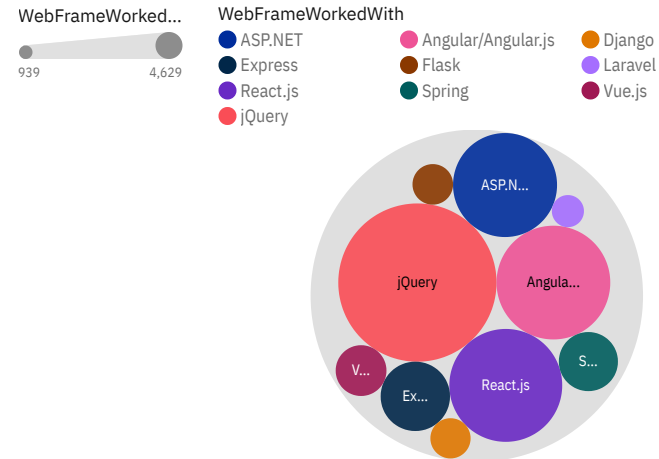 WebFrameWorked...
939 4,629
WebFrameWorkedWith
ASP.NET Angular/Angular.js Django
Express Flask Laravel
React.js Spring Vue.js
jQuery
ASP.N...
jQuery
Angula...
V...
Ex...
React.js
S...